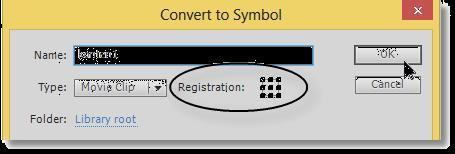 Convert to Symbol
Name: OK
Type: Movie Clip Registration: Cancel
Folder: Library root